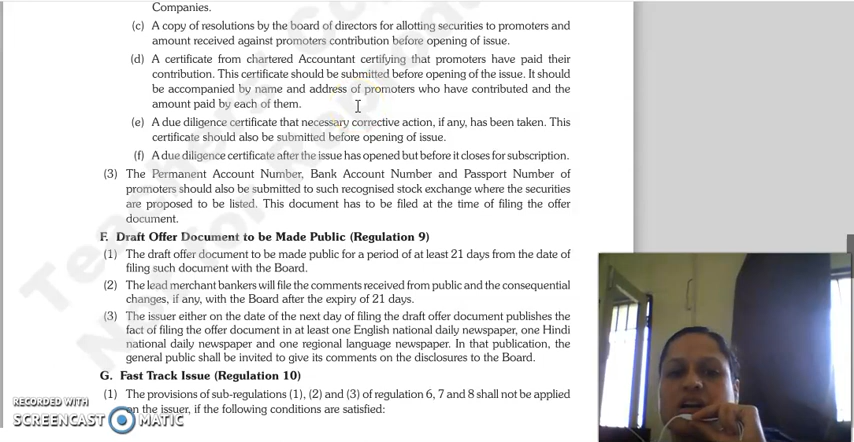 Companies.
(c) A copy of resolutions by the board of directors for allotting securities to promoters and
amount received against promoters contribution before opening of issue.
(d) A certificate from chartered Accountant certifying that promoters have paid their
contribution. This certificate should be submitted before opening of the issue. It should
be accompanied by name and address of promoters who have contributed and the
amount paid by each of them.
(e) A due diligence certificate that necessary corrective action, if any, has been taken. This
certificate should also be submitted before opening of issue.
(f) A due diligence certificate after the issue has opened but before it closes for subscription.
(3) The Permanent Account Number, Bank Account Number and Passport Number of
promoters should also be submitted to such recognised stock exchange where the securities
are proposed to be listed. This document has to be filed at the time of filing the offer
document.
F. Draft Offer Document to be Made Public (Regulation 9)
(1) The draft offer document to be made public for a period of at least 21 days from the date of
filing such document with the Board.
(2) The lead merchant bankers will file the comments received from public and the consequential
changes, if any, with the Board after the expiry of 21 days.
(3) The issuer either on the date of the next day of filing the draft offer document publishes the
fact of filing the offer document in at least one English national daily newspaper, one Hindi
national daily newspaper and one regional language newspaper. In that publication, the
general public shall be invited to give its comments on the disclosures to the Board.
G. Fast Track Issue (Regulation 10)
(1) The provisions of sub-regulations (1), (2) and (3) of regulation 6, 7 and 8 shall not be applied
on the issuer, if the following conditions are satisfied:
RECORDED WITH
SCREENCAST MATIC